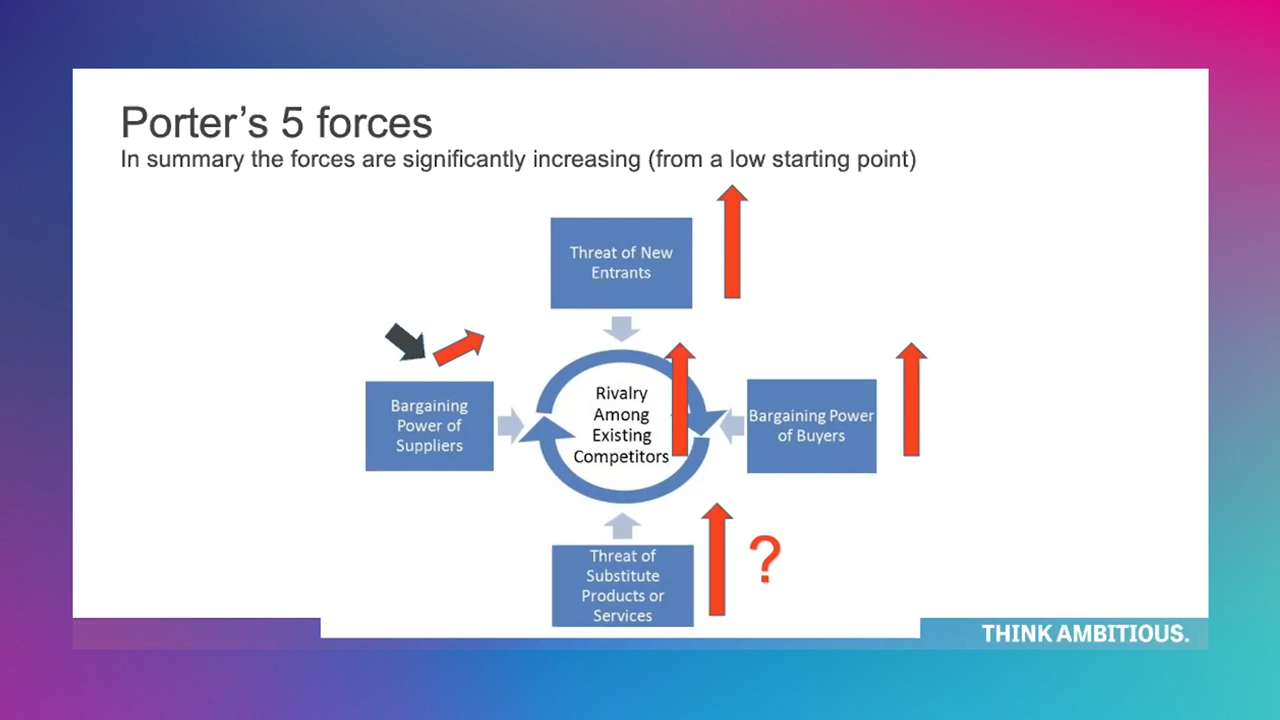 Porter's 5 forces
In summary the forces are significantly increasing (from a low starting point)
Threat of New
Entrants
Bargaining
Power of
Suppliers
Rivalry
Among
Existing
Competitors
Bargaining Power
of Buyers
Threat of
Substitute
Products or
Services
?
THINK AMBITIOUS.